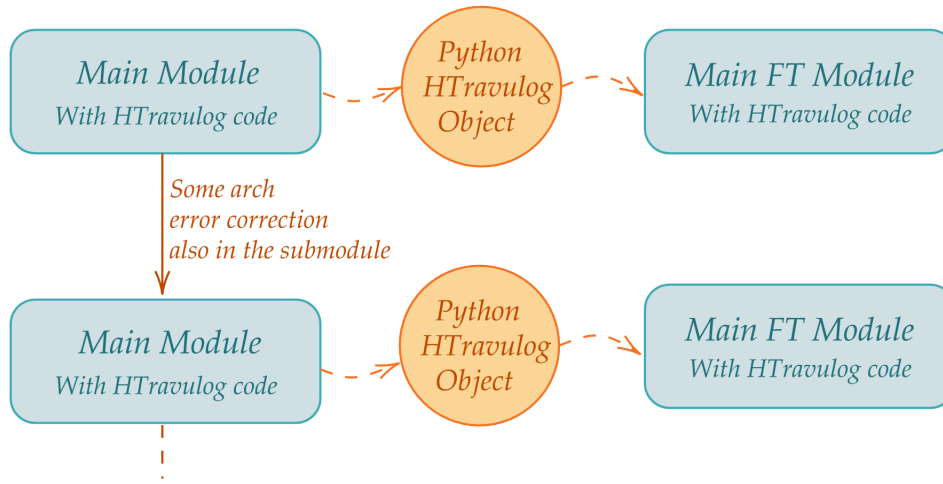 Main Module
With HTravulog code
Python
HTravulog
Object
Main FT Module
With HTravulog code
Some arch
error correction
also in the submodule
Main Module
With HTravulog code
Python
HTravulog
Object
Main FT Module
With HTravulog code